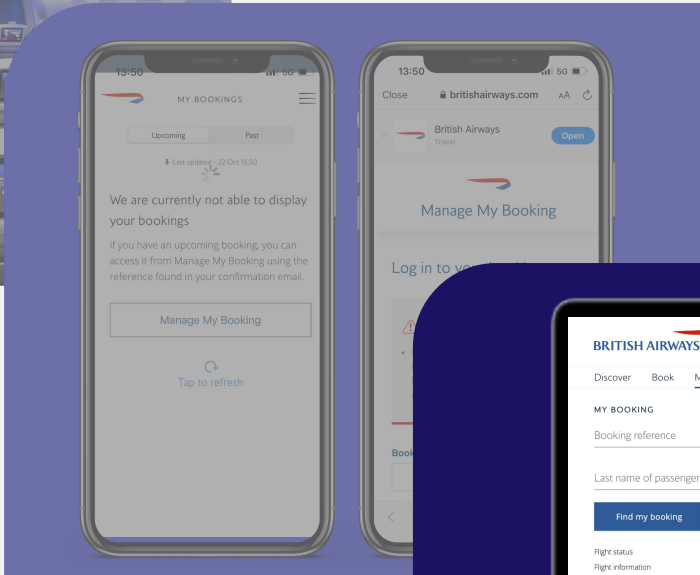 13:50
5G
MY BOOKINGS
Upcoming Past
Last updated - 22 Oct 15:50
We are currently not able to display
your bookings
If you have an upcoming booking, you can
access it from Manage My Booking using the
reference found in your confirmation email.
Manage My Booking
Tap to refresh
13:50
5G
Close britishairways.com AA
British Airways
Travel
Open
Manage My Booking
Log in to
Book
BRITISH AIRWAYS
Discover Book M
MY BOOKING
Booking reference
Last name of passenger
Find my booking
Flight status
Flight information